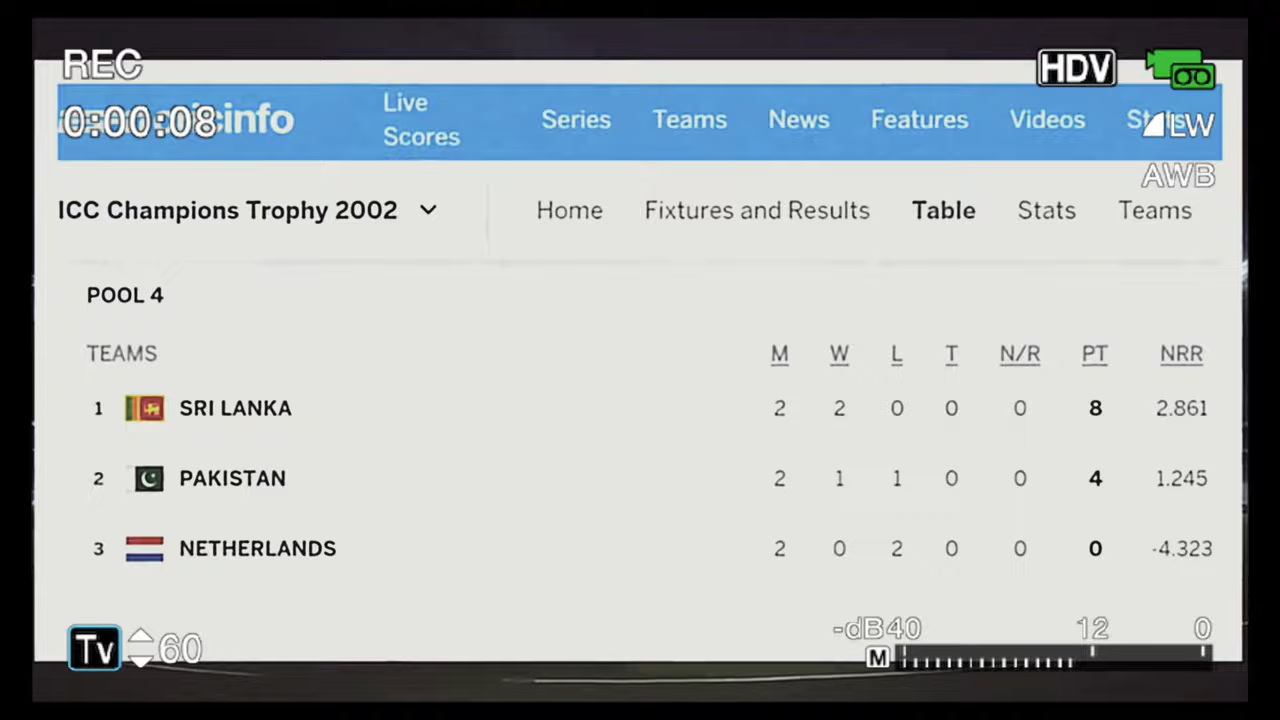 REC
HDV
0:00:08
info
Live Scores
Series
Teams
News
Features
Videos
LW
AWB
ICC Champions Trophy 2002
Home
Fixtures and Results
Table
Stats
Teams
POOL 4
TEAMS M W L T N/R PT NRR
1 SRI LANKA 2 2 0 0 0 8 2.861
2 PAKISTAN 2 1 1 0 0 4 1.245
3 NETHERLANDS 2 0 2 0 0 0 -4.323
-dB40 12 0
Tv 60
M